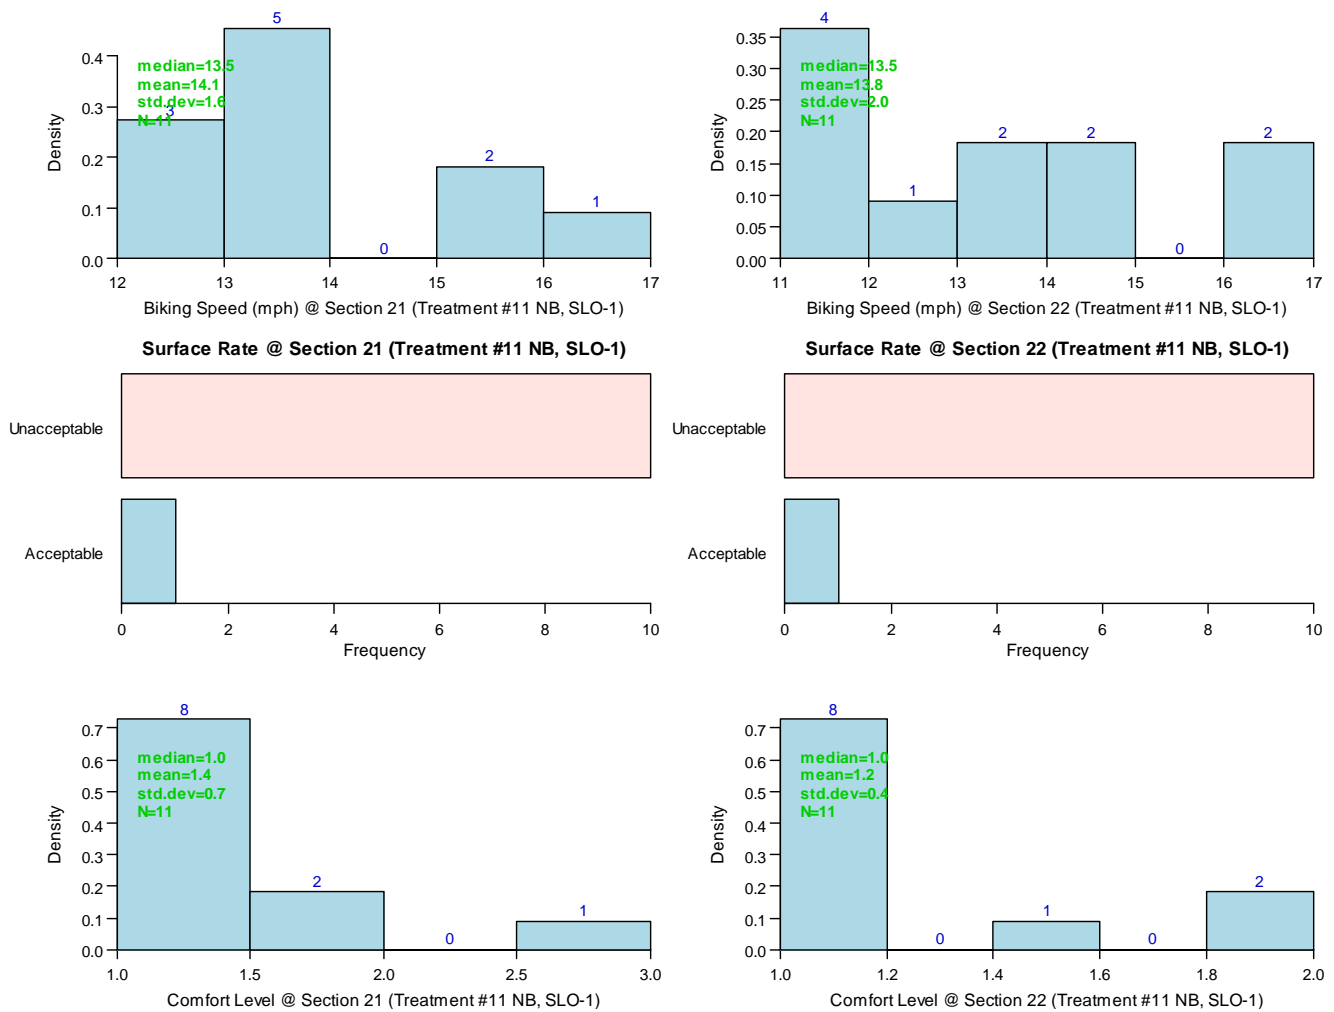 5
0.4
median=13.5
mean=14.1
std.dev=1.6
0.3
3
N=11
Density
0.2
2
0.1
1
0
0.0
12 13 14 15 16 17
Biking Speed (mph) @ Section 21 (Treatment #11 NB, SLO-1)
4
0.35
0.30
median=13.5
mean=13.8
0.25
std.dev=2.0
N=11
Density
0.20
2 2 2
0.15
0.10
1
0.05
0
0.00
11 12 13 14 15 16 17
Biking Speed (mph) @ Section 22 (Treatment #11 NB, SLO-1)
Surface Rate @ Section 21 (Treatment #11 NB, SLO-1)
Unacceptable
Acceptable
0 2 4 6 8 10
Frequency
Surface Rate @ Section 22 (Treatment #11 NB, SLO-1)
Unacceptable
Acceptable
0 2 4 6 8 10
Frequency
8
0.7
0.6
median=1.0
mean=1.4
0.5
std.dev=0.7
N=11
0.4
Density
0.3
0.2
2
0.1
1
0
0.0
1.0 1.5 2.0 2.5 3.0
Comfort Level @ Section 21 (Treatment #11 NB, SLO-1)
8
0.7
0.6
median=1.0
mean=1.2
0.5
std.dev=0.4
N=11
0.4
Density
0.3
0.2
2
0.1
1
0 0
0.0
1.0 1.2 1.4 1.6 1.8 2.0
Comfort Level @ Section 22 (Treatment #11 NB, SLO-1)